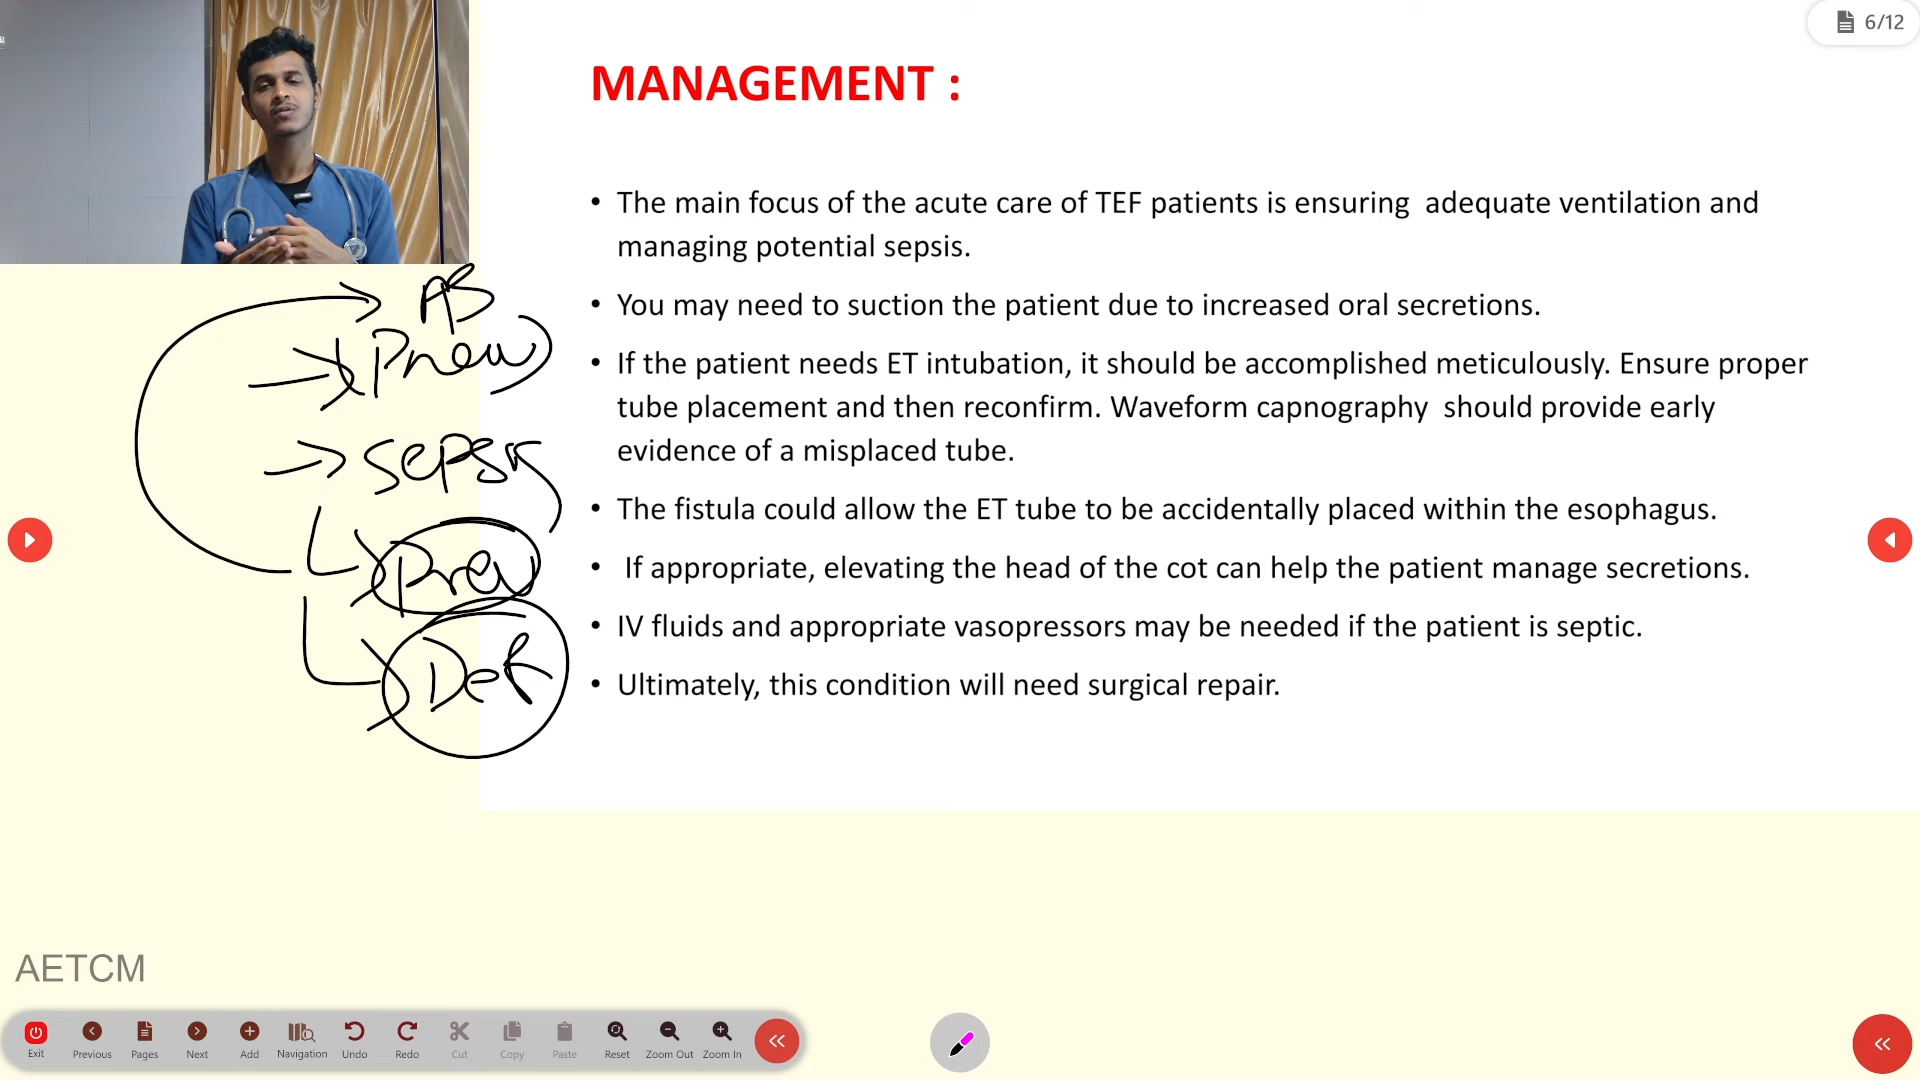 6/12
MANAGEMENT :
• The main focus of the acute care of TEF patients is ensuring adequate ventilation and
managing potential sepsis.
• You may need to suction the patient due to increased oral secretions.
• If the patient needs ET intubation, it should be accomplished meticulously. Ensure proper
tube placement and then reconfirm. Waveform capnography should provide early
evidence of a misplaced tube.
• The fistula could allow the ET tube to be accidentally placed within the esophagus.
• If appropriate, elevating the head of the cot can help the patient manage secretions.
• IV fluids and appropriate vasopressors may be needed if the patient is septic.
• Ultimately, this condition will need surgical repair.
AB
Pneu
sepsis
AETCM
Exit Previous Pages Next Add Navigation Undo Redo Cut Copy Paste Reset Zoom Out Zoom In